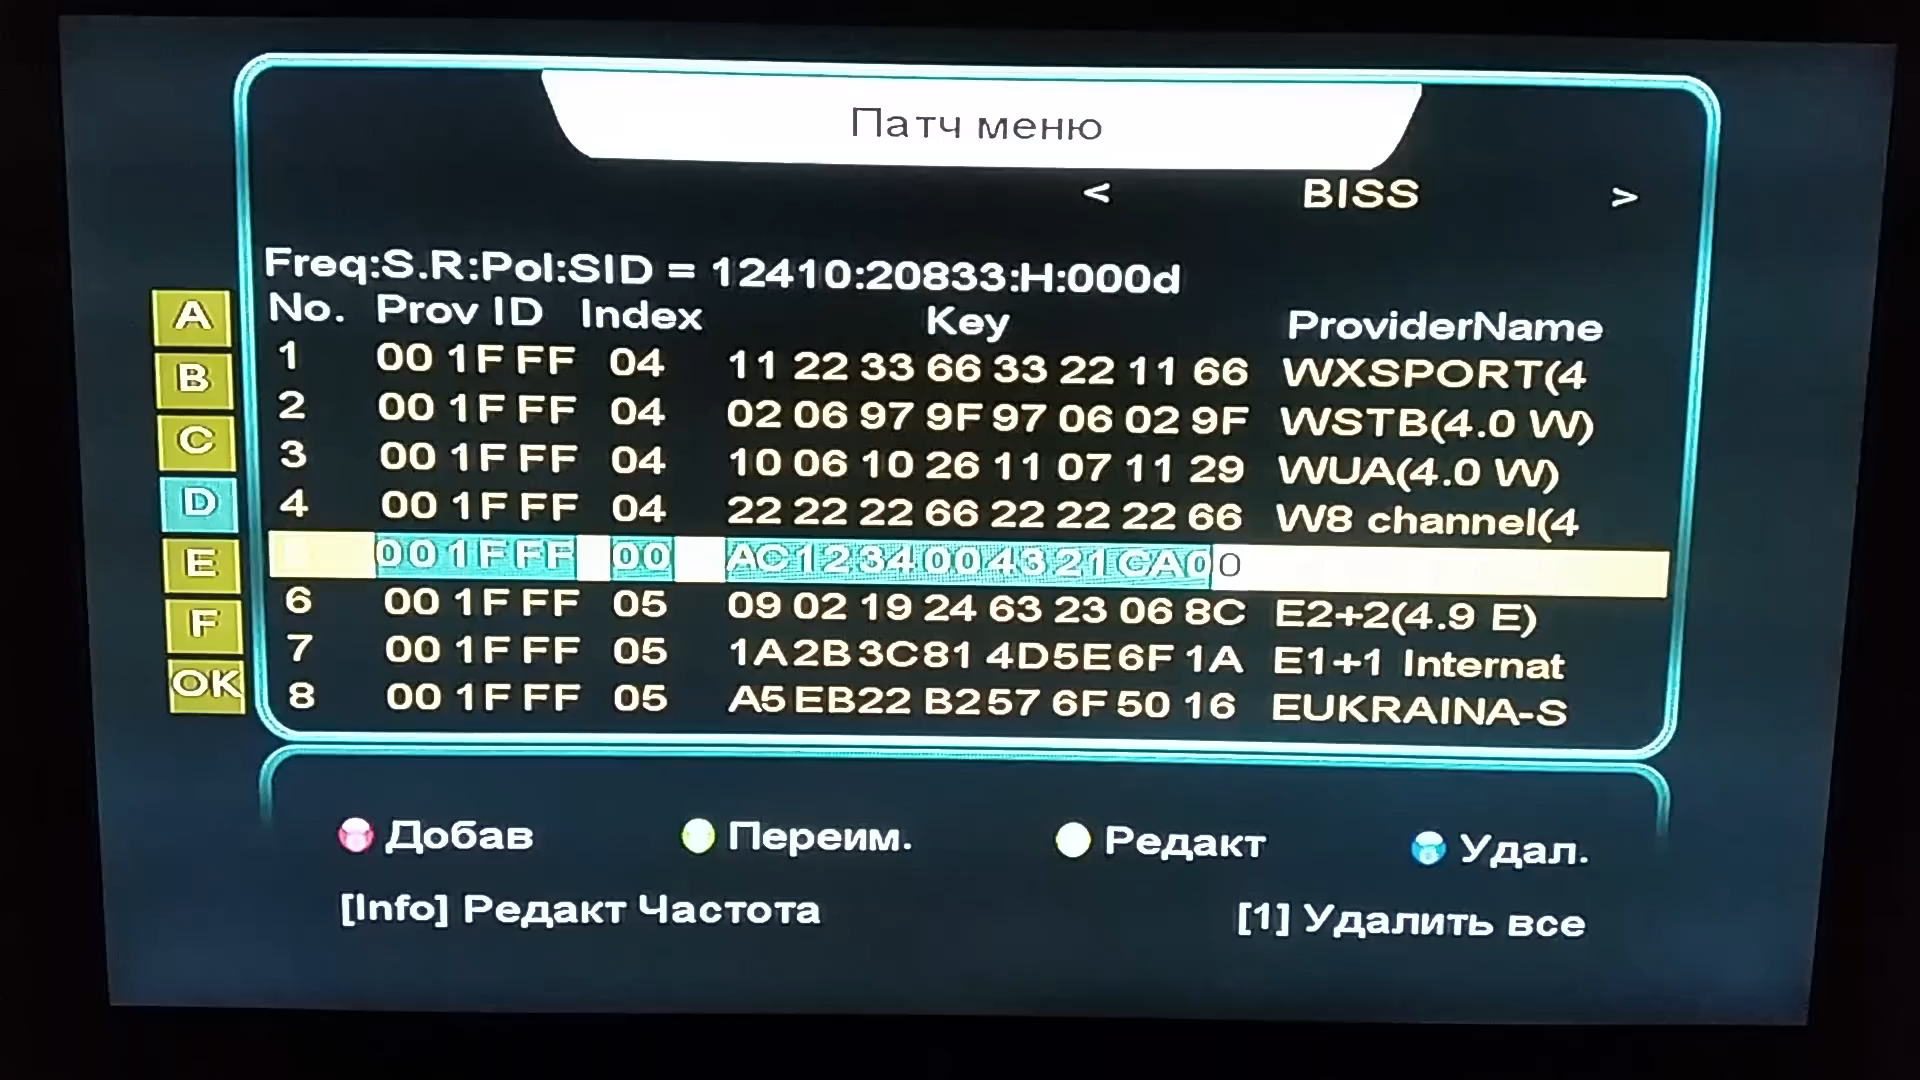 Патч меню
< BISS >
Freq:S.R:Pol:SID = 12410:20833:H:000d
No. Prov ID Index Key ProviderName
1 00 1F FF 04 11 22 33 66 33 22 11 66 WXSPORT(4
2 00 1F FF 04 02 06 97 9F 97 06 02 9F WSTB(4.0 W)
3 00 1F FF 04 10 06 10 26 11 07 11 29 WUA(4.0 W)
4 00 1F FF 04 22 22 22 66 22 22 22 66 W8 channel(4
00 1F FF 00 AC 12 34 00 43 21 CA 00
6 00 1F FF 05 09 02 19 24 63 23 06 8C E2+2(4.9 E)
7 00 1F FF 05 1A 2B 3C 81 4D 5E 6F 1A E1+1 Internat
8 00 1F FF 05 A5 EB 22 B2 57 6F 50 16 EUKRAINA-S
A
B
C
D
E
F
OK
Добав Переим. Редакт Удал.
[Info] Редакт Частота [1] Удалить все